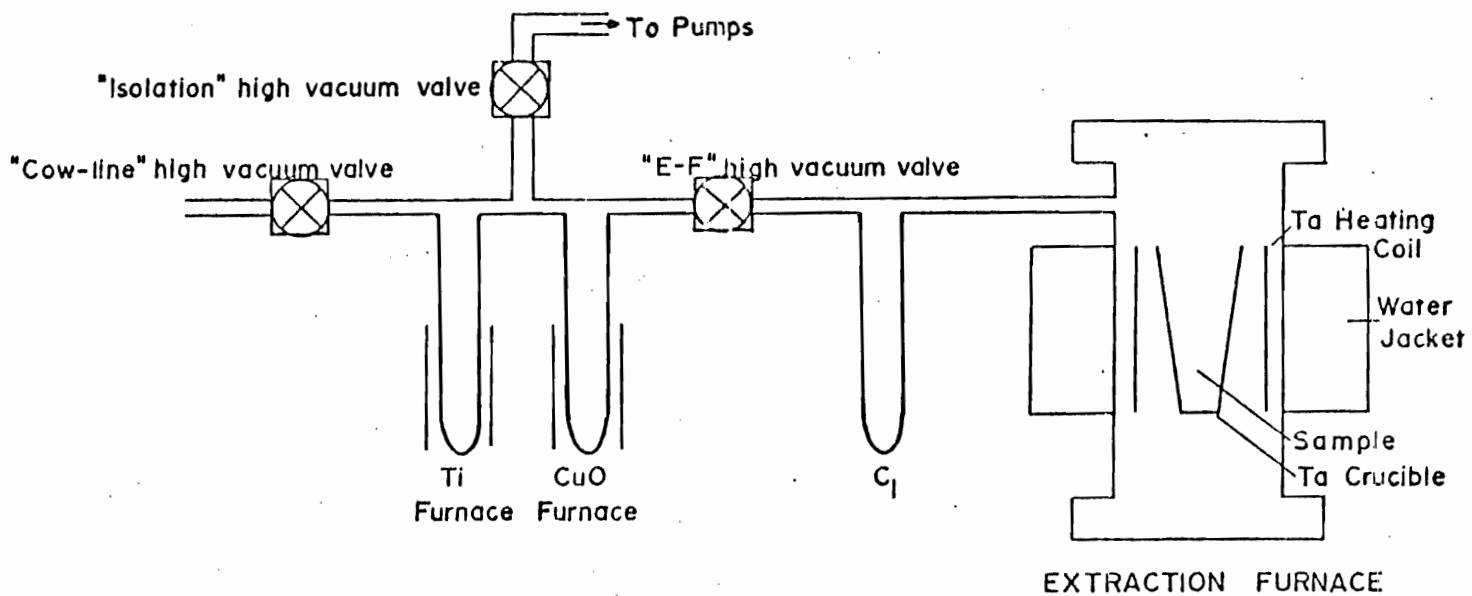 To Pumps
"Isolation" high vacuum valve
"Cow-line" high vacuum valve
"E-F" high vacuum valve
Ta Heating
Coil
Water
Jacket
Sample
Ta Crucible
Ti
Furnace
CuO
Furnace
C1
EXTRACTION FURNACE